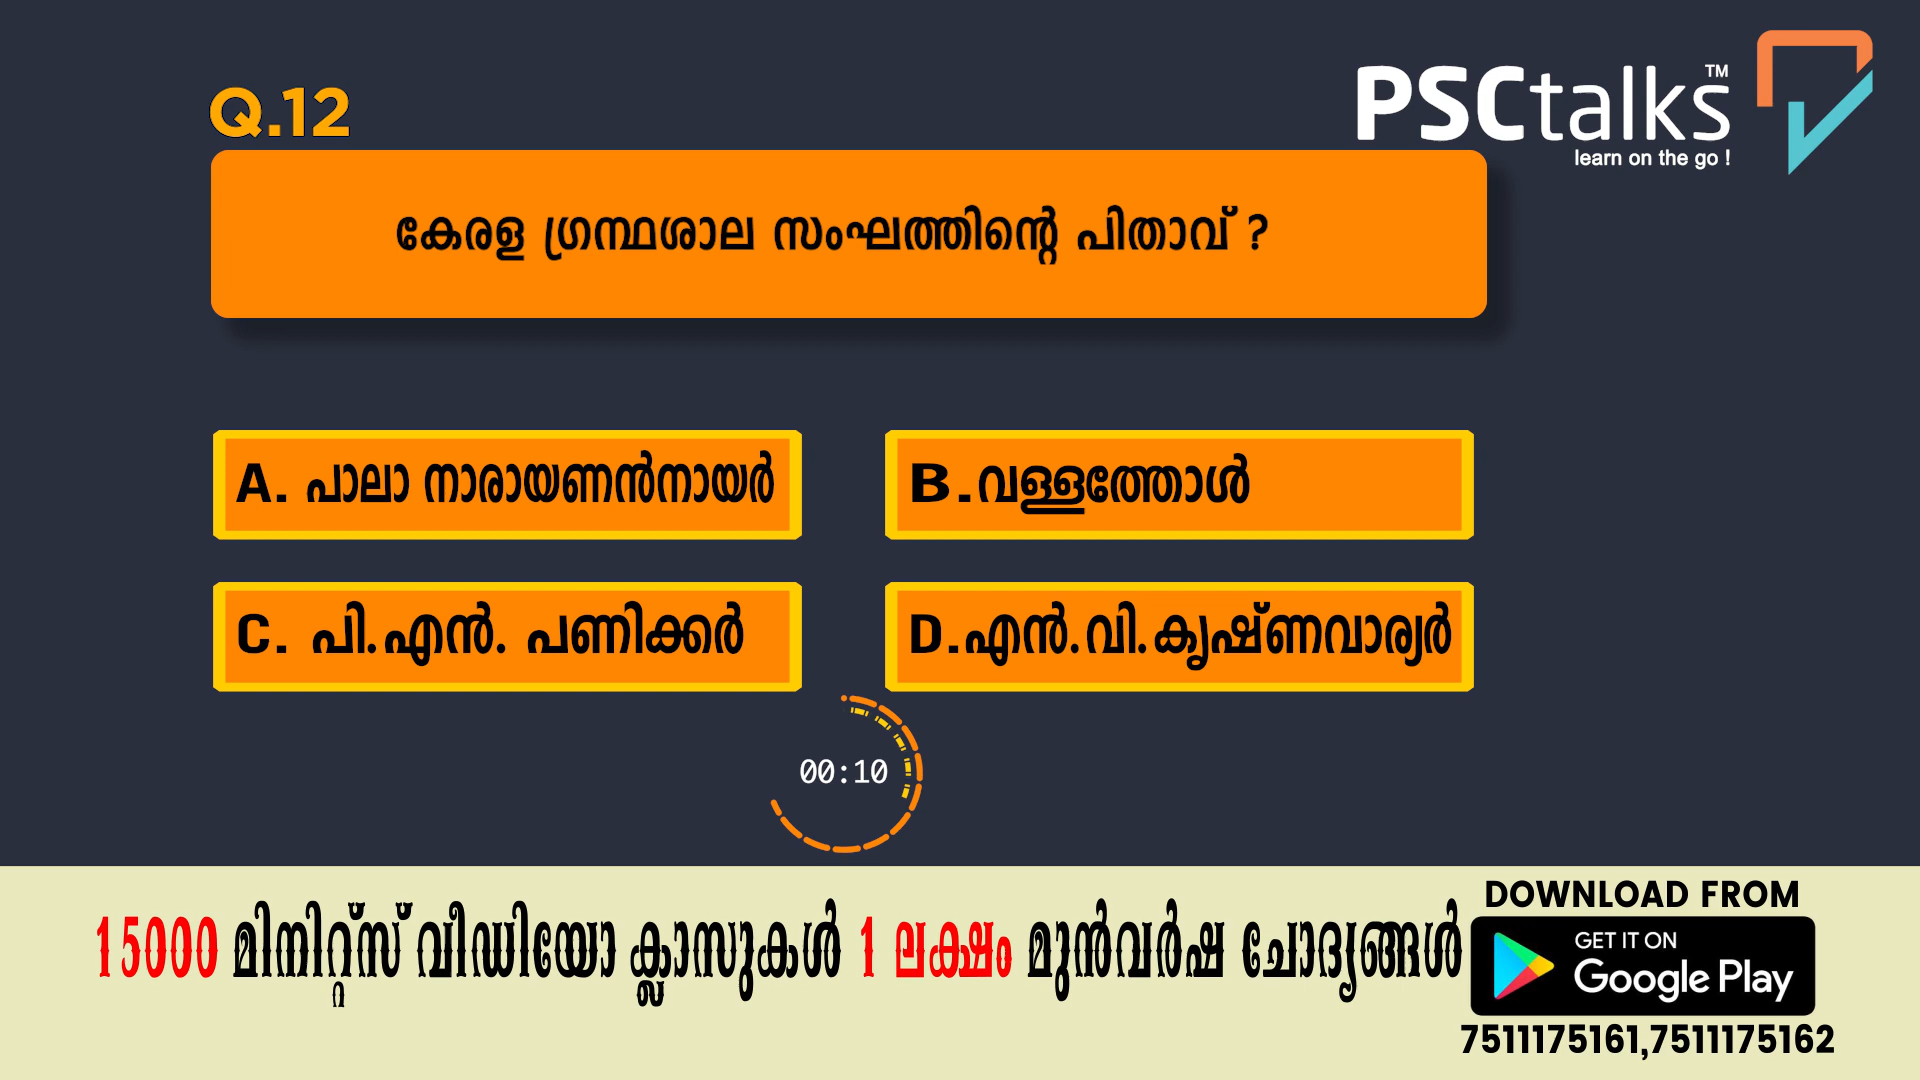 PSCtalks™
learn on the go !
Q.12
കേരള ഗ്രന്ഥശാല സംഘത്തിന്റെ പിതാവ് ?
A. പാലാ നാരായണൻനായർ
B.വള്ളത്തോൾ
C. പി.എൻ. പണിക്കർ
D.എൻ.വി.കൃഷ്ണവാര്യർ
00:10
15000 മിനിറ്റ്സ് വീഡിയോ ക്ലാസുകൾ 1 ലക്ഷം മുൻവർഷ ചോദ്യങ്ങൾ
DOWNLOAD FROM
GET IT ON
Google Play
7511175161,7511175162